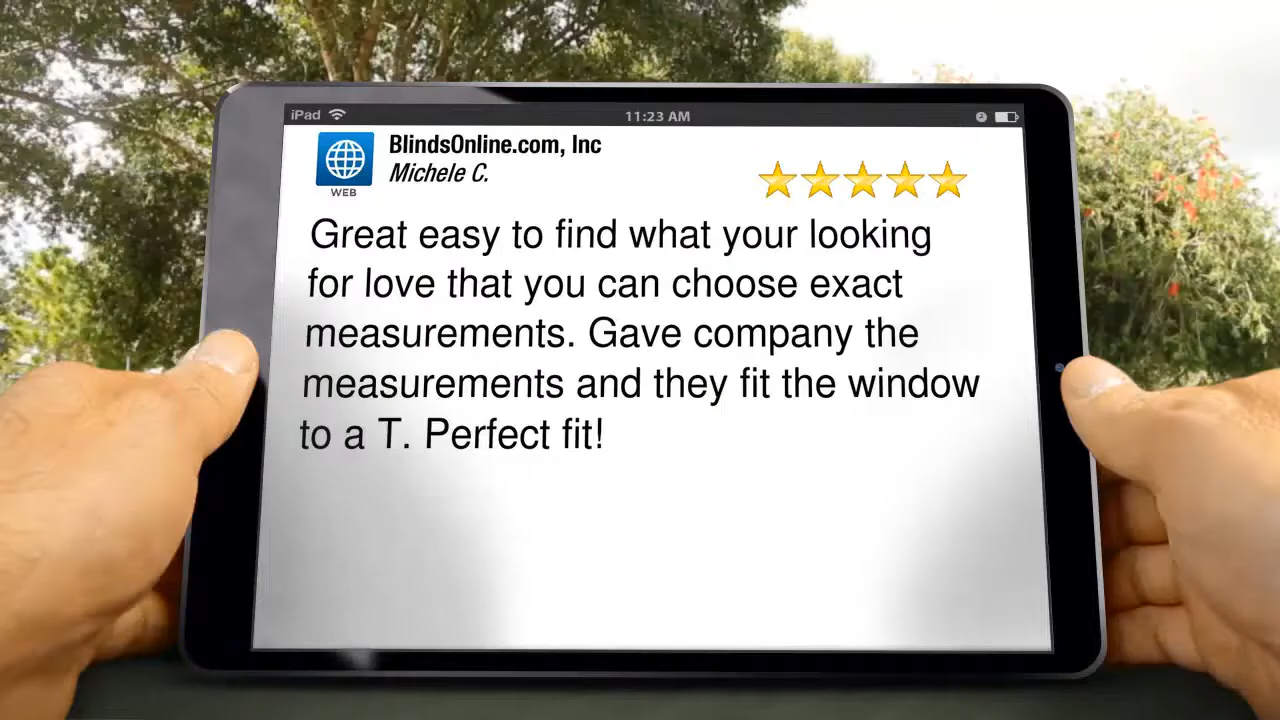 iPad
11:23 AM
BlindsOnline.com, Inc
Michele C.
WEB
Great easy to find what your looking
for love that you can choose exact
measurements. Gave company the
measurements and they fit the window
to a T. Perfect fit!